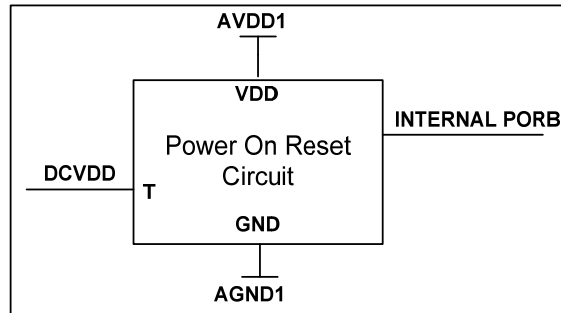 AVDD1
VDD
INTERNAL PORB
Power On Reset
Circuit
DCVDD
T
GND
AGND1